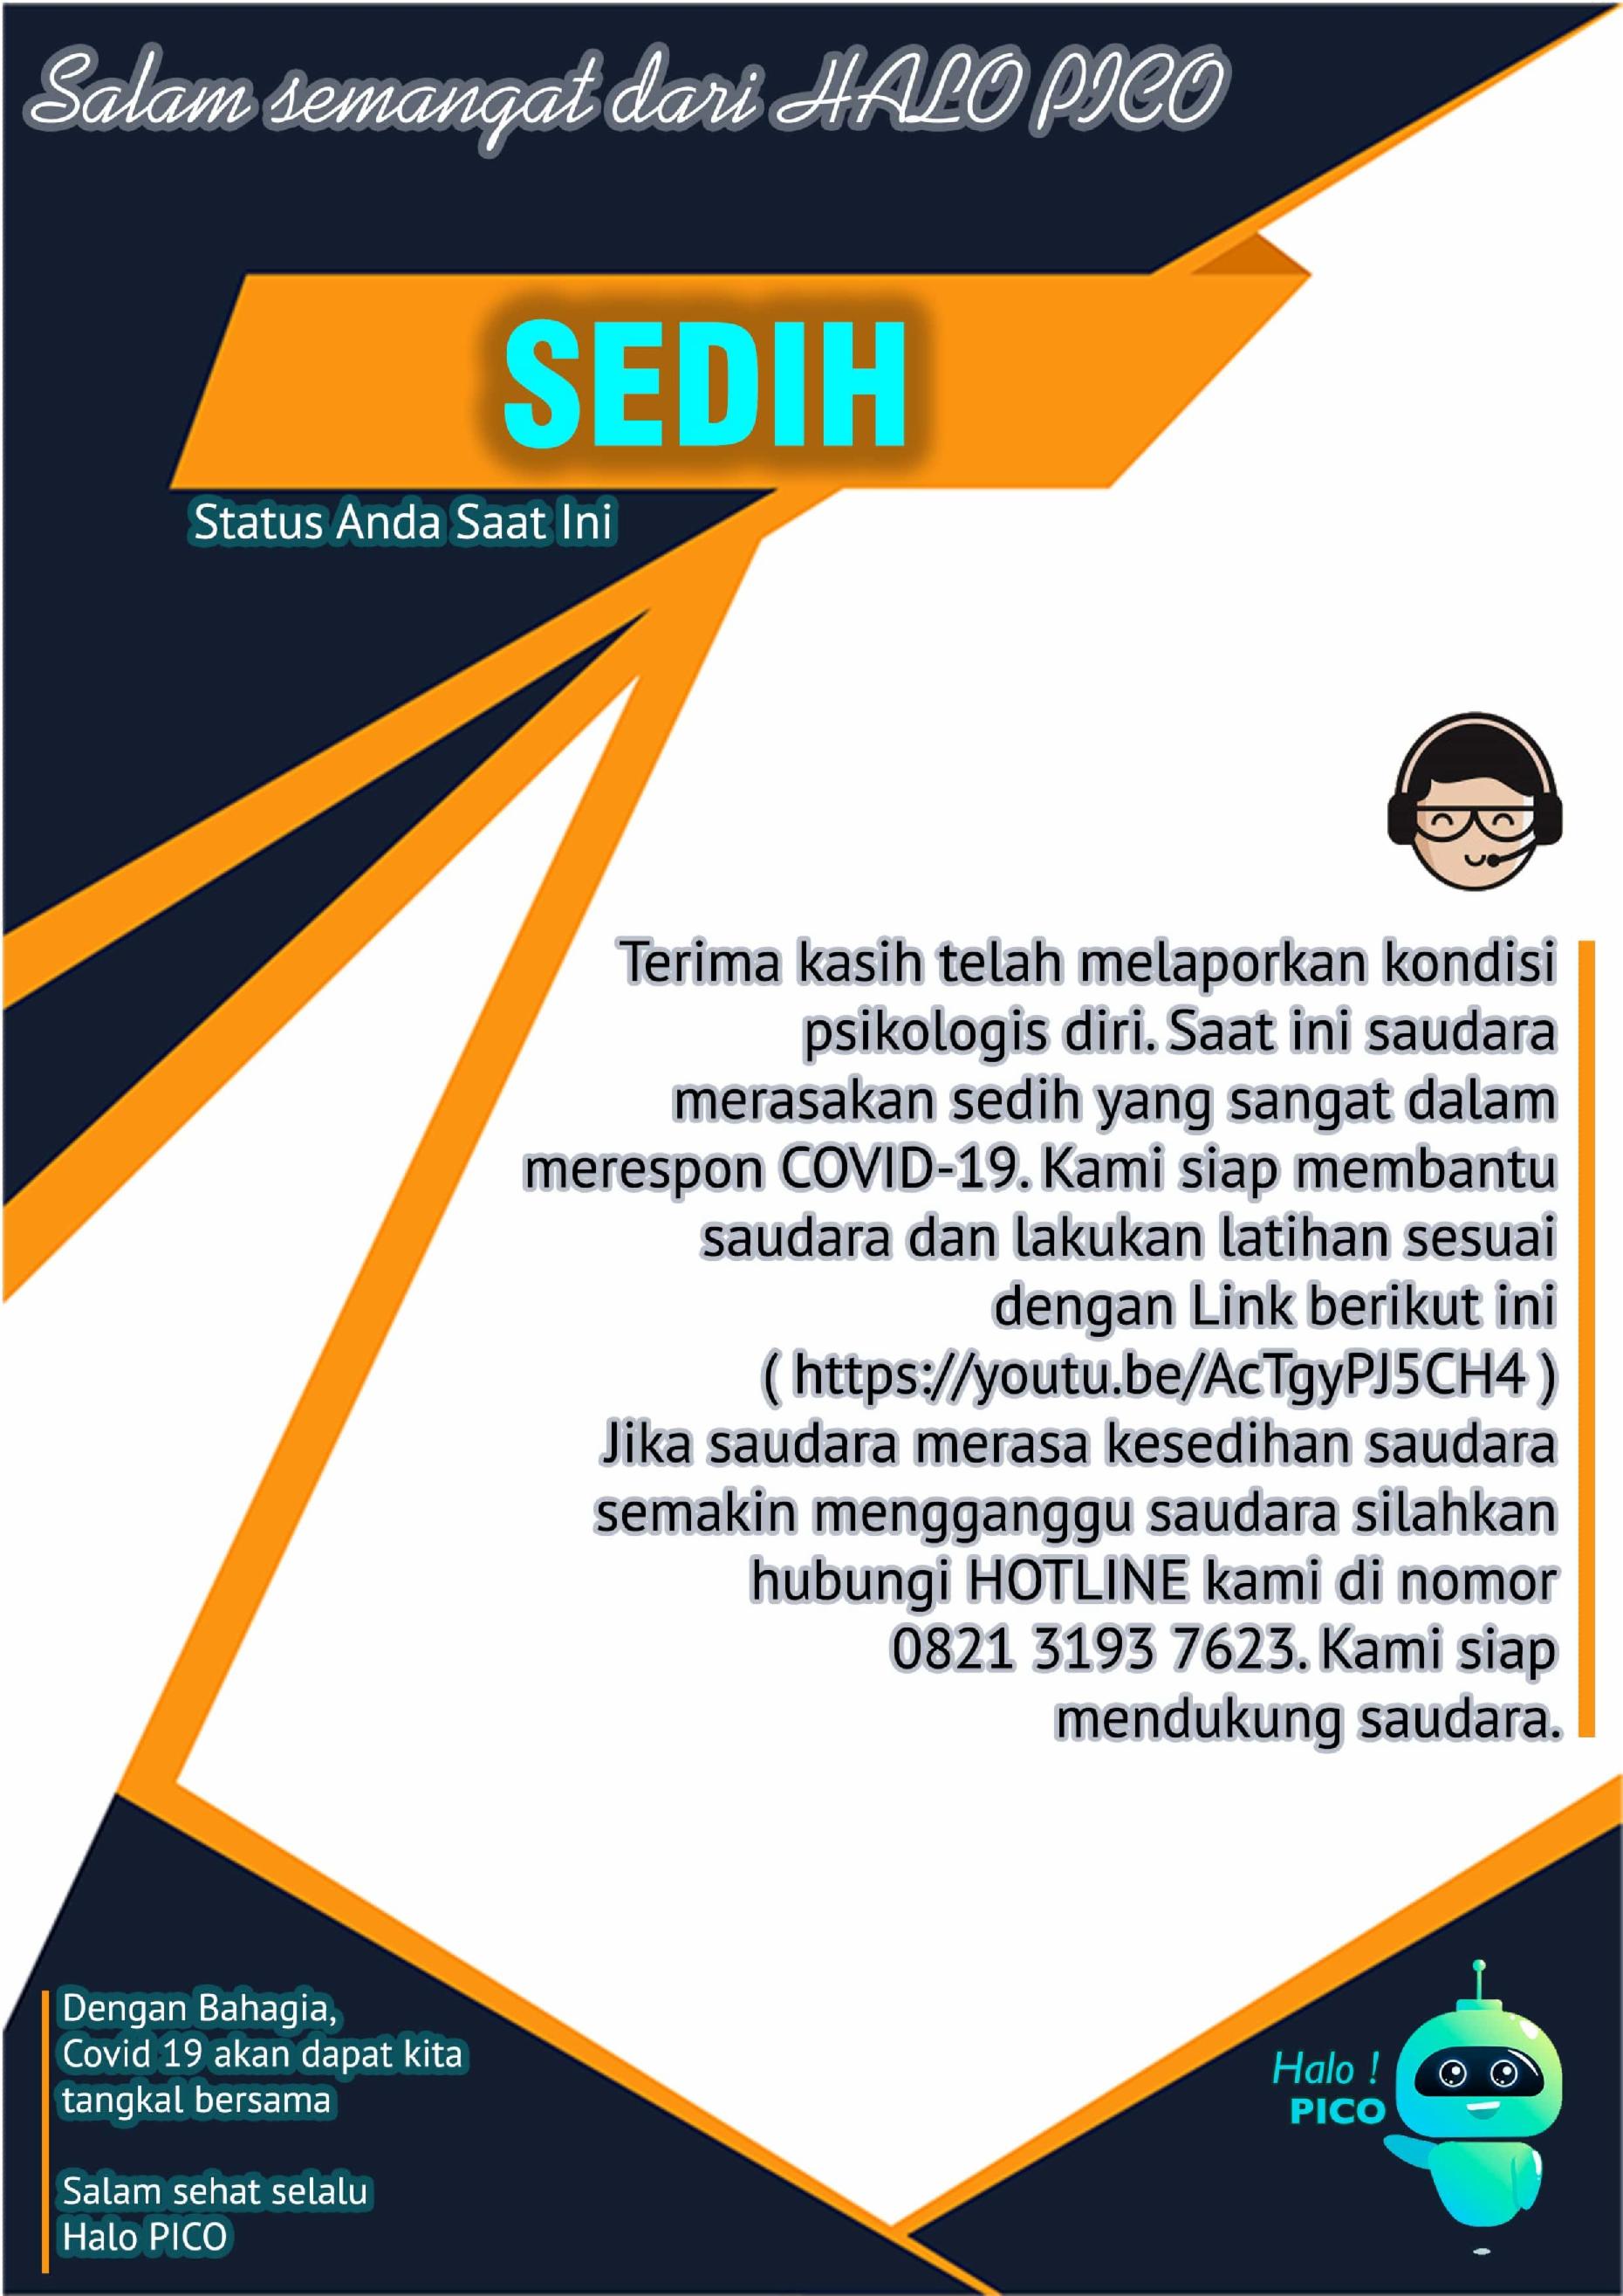 Salam semangat dari HALO PICO
SEDIH
Status Anda Saat Ini
Terima kasih telah melaporkan kondisi
psikologis diri. Saat ini saudara
merasakan sedih yang sangat dalam
merespon COVID-19. Kami siap membantu
saudara dan lakukan latihan sesuai
dengan Link berikut ini
( https://youtu.be/AcTgyPJ5CH4 )
Jika saudara merasa kesedihan saudara
semakin mengganggu saudara silahkan
hubungi HOTLINE kami di nomor
0821 3193 7623. Kami siap
mendukung saudara.
Dengan Bahagia,
Covid 19 akan dapat kita
tangkal bersama
Salam sehat selalu
Halo PICO
Halo !
PICO